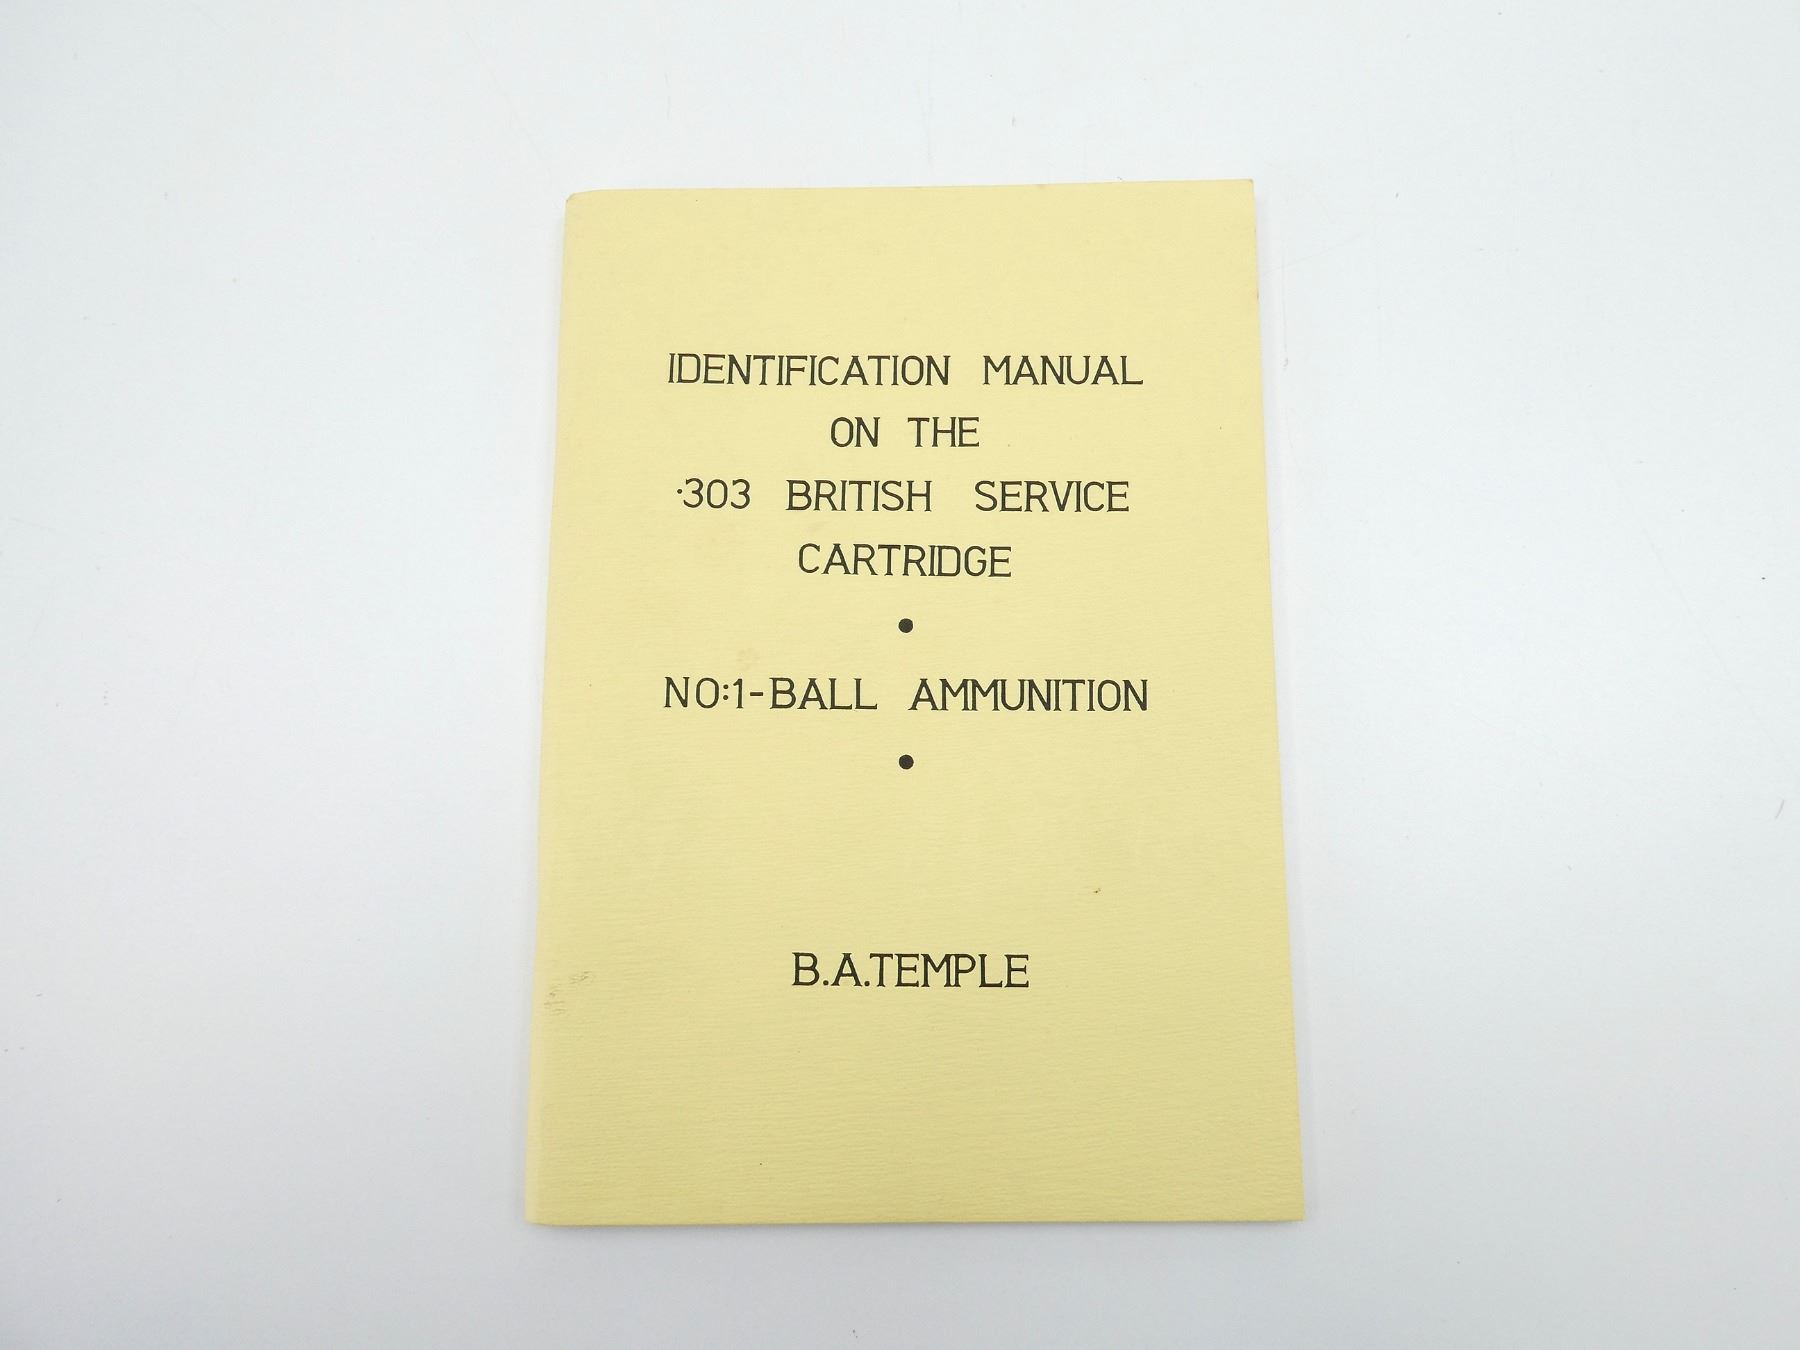 IDENTIFICATION MANUAL
ON THE
·303 BRITISH SERVICE
CARTRIDGE
•
NO:1-BALL AMMUNITION
•
B.A.TEMPLE